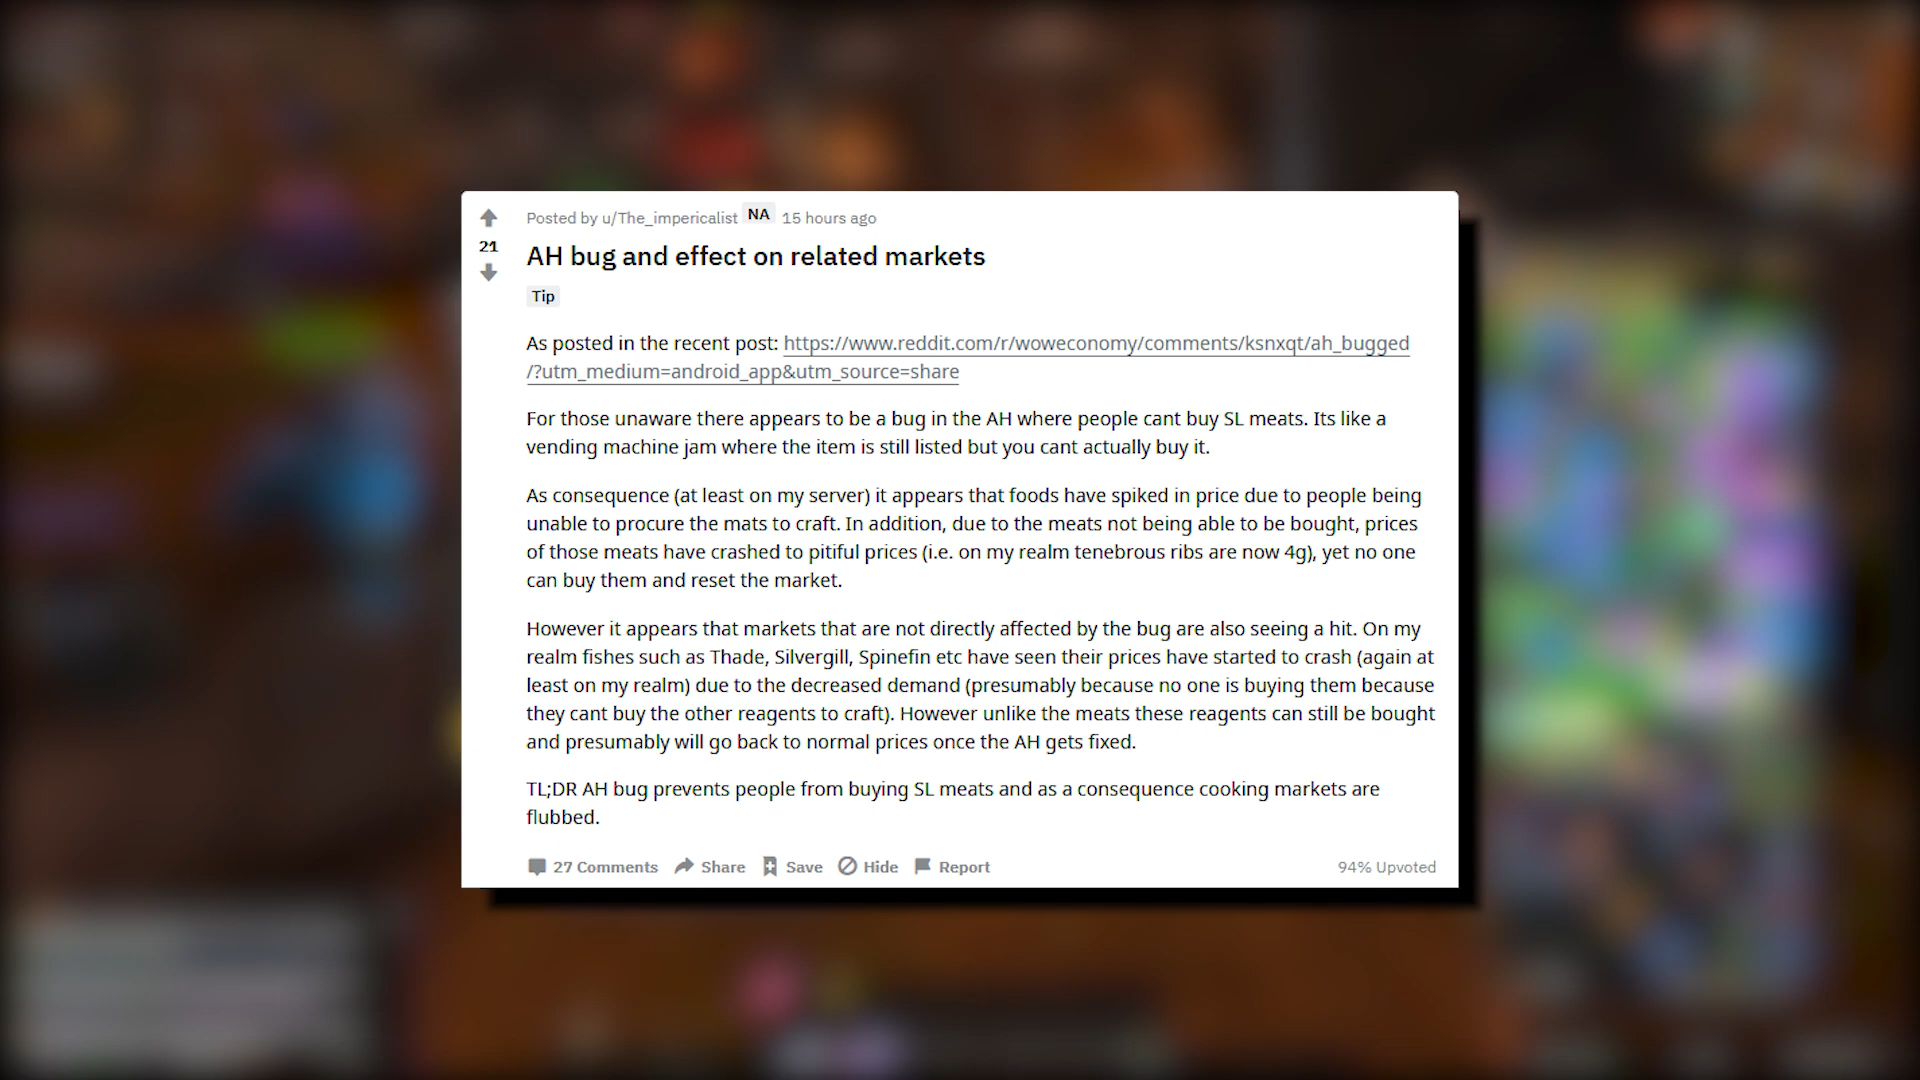 Posted by u/The_impericalist NA 15 hours ago
21
AH bug and effect on related markets
Tip
As posted in the recent post: https://www.reddit.com/r/woweconomy/comments/ksnxqt/ah_bugged
/?utm_medium=android_app&utm_source=share
For those unaware there appears to be a bug in the AH where people cant buy SL meats. Its like a
vending machine jam where the item is still listed but you cant actually buy it.
As consequence (at least on my server) it appears that foods have spiked in price due to people being
unable to procure the mats to craft. In addition, due to the meats not being able to be bought, prices
of those meats have crashed to pitiful prices (i.e. on my realm tenebrous ribs are now 4g), yet no one
can buy them and reset the market.
However it appears that markets that are not directly affected by the bug are also seeing a hit. On my
realm fishes such as Thade, Silvergill, Spinefin etc have seen their prices have started to crash (again at
least on my realm) due to the decreased demand (presumably because no one is buying them because
they cant buy the other reagents to craft). However unlike the meats these reagents can still be bought
and presumably will go back to normal prices once the AH gets fixed.
TL;DR AH bug prevents people from buying SL meats and as a consequence cooking markets are
flubbed.
27 Comments Share Save Hide Report 94% Upvoted